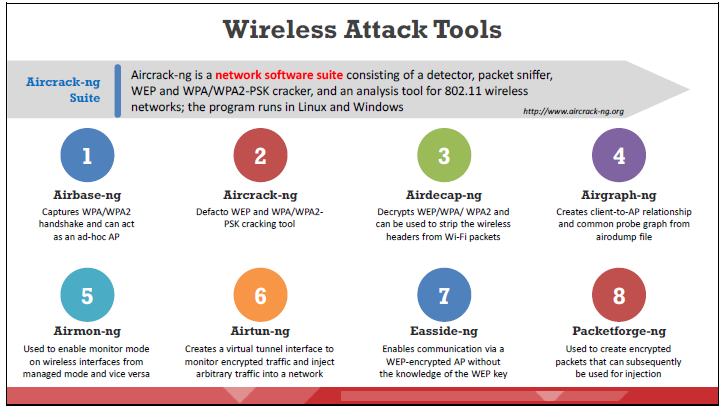 Wireless Attack Tools
Aircrack-ng
Suite
Aircrack-ng is a network software suite consisting of a detector, packet sniffer,
WEP and WPA/WPA2-PSK cracker, and an analysis tool for 802.11 wireless
networks; the program runs in Linux and Windows
http://www.aircrack-ng.org
1
Airbase-ng
Captures WPA/WPA2
handshake and can act
as an ad-hoc AP
2
Aircrack-ng
Defacto WEP and WPA/WPA2-
PSK cracking tool
3
Airdecap-ng
Decrypts WEP/WPA/ WPA2 and
can be used to strip the wireless
headers from Wi-Fi packets
4
Airgraph-ng
Creates client-to-AP relationship
and common probe graph from
airodump file
5
Airmon-ng
Used to enable monitor mode
on wireless interfaces from
managed mode and vice versa
6
Airtun-ng
Creates a virtual tunnel interface to
monitor encrypted traffic and inject
arbitrary traffic into a network
7
Easside-ng
Enables communication via a
WEP-encrypted AP without
the knowledge of the WEP key
8
Packetforge-ng
Used to create encrypted
packets that can subsequently
be used for injection